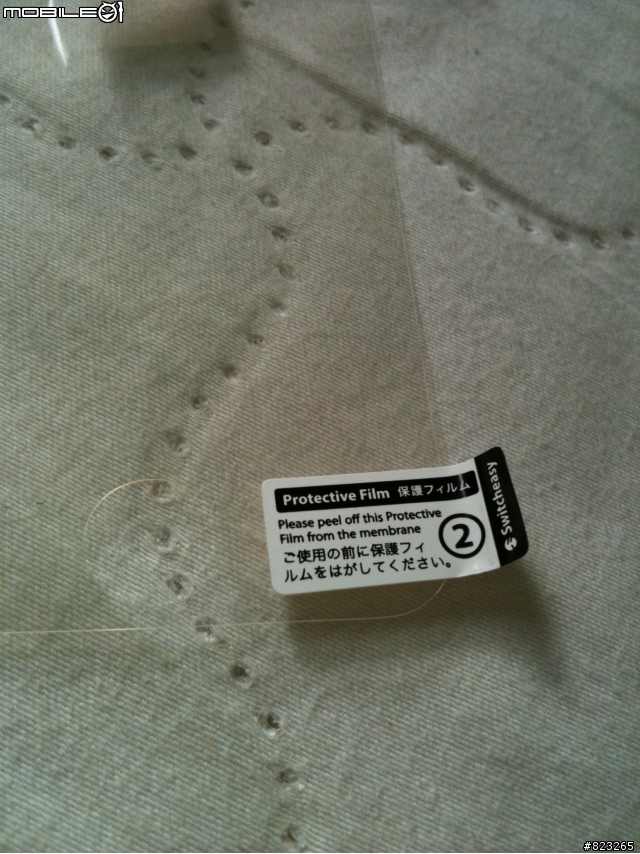 MOBILE01
Protective Film 保護フィルム
Please peel off this Protective
Film from the membrane
ご使用の前に保護フィ
ルムをはがしてください。
2
Switcheasy
#823265